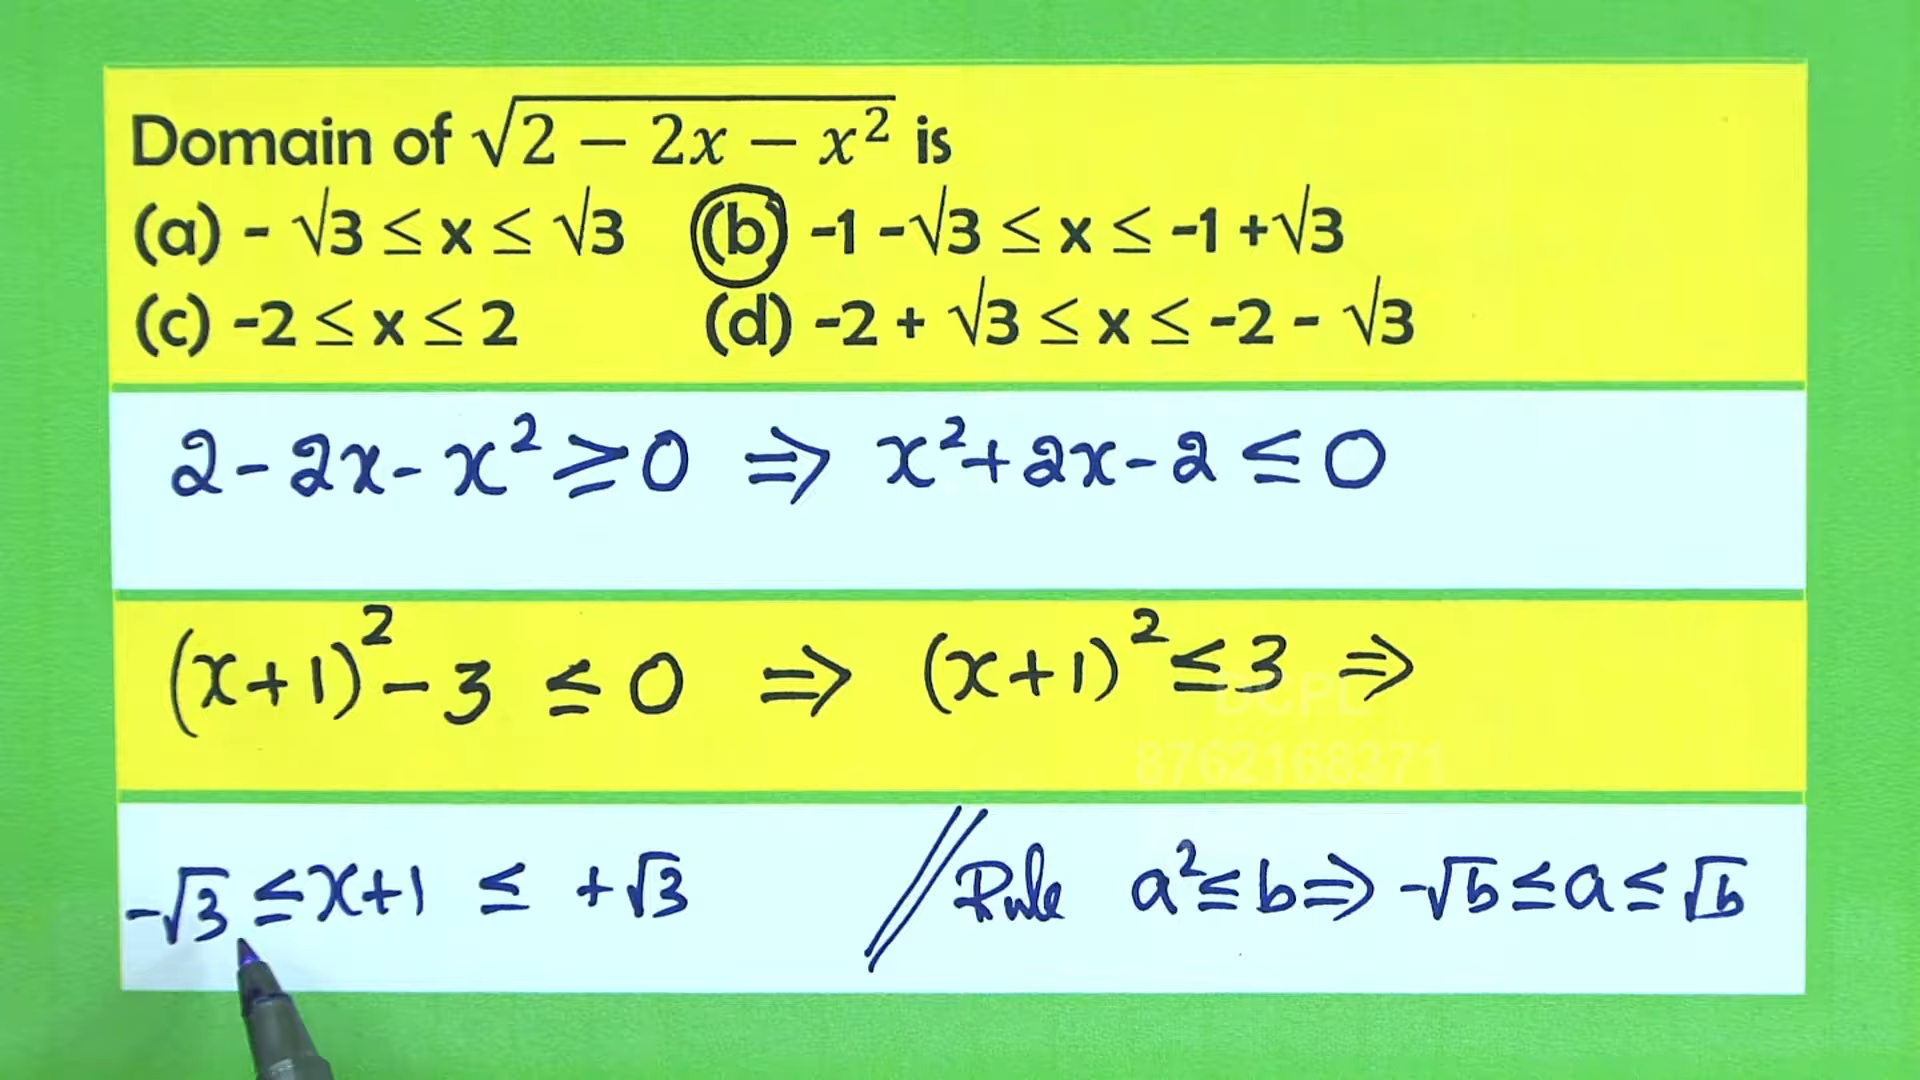 Domain of √2 − 2x − x² is
(a) - √3 ≤ x ≤ √3 (b) -1 -√3 ≤ x ≤ -1 +√3
(c) -2 ≤ x ≤ 2 (d) -2 + √3 ≤ x ≤ -2 - √3
2 - 2x - x² ≥ 0 ⇒ x² + 2x - 2 ≤ 0
(x+1)² - 3 ≤ 0 ⇒ (x+1)² ≤ 3 ⇒
DCPD
8762168371
-√3 ≤ x+1 ≤ +√3 // Rule a² ≤ b ⇒ -√b ≤ a ≤ √b